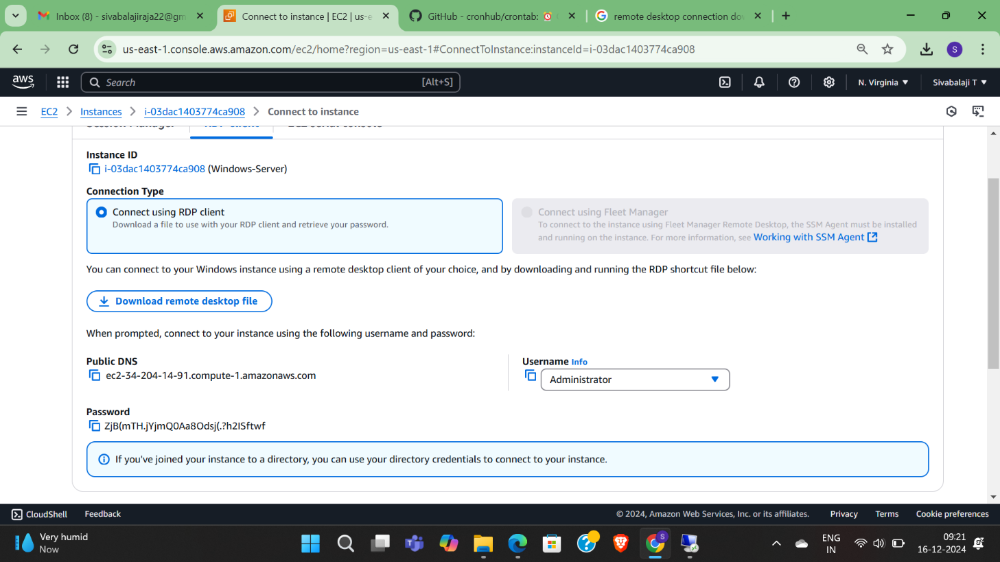 Inbox (8) - sivabalajiraja22@gm
Connect to instance | EC2 | us-e
GitHub - cronhub/crontab: ⏰
remote desktop connection dov
us-east-1.console.aws.amazon.com/ec2/home?region=us-east-1#ConnectToInstance:instanceId=i-03dac1403774ca908
S
aws
Search
[Alt+S]
N. Virginia
Sivabalaji T
EC2
Instances
i-03dac1403774ca908
Connect to instance
Session Manager
RDP client
EC2 serial console
Instance ID
i-03dac1403774ca908 (Windows-Server)
Connection Type
Connect using RDP client
Download a file to use with your RDP client and retrieve your password.
Connect using Fleet Manager
To connect to the instance using Fleet Manager Remote Desktop, the SSM Agent must be installed
and running on the instance. For more information, see Working with SSM Agent
You can connect to your Windows instance using a remote desktop client of your choice, and by downloading and running the RDP shortcut file below:
Download remote desktop file
When prompted, connect to your instance using the following username and password:
Public DNS
ec2-34-204-14-91.compute-1.amazonaws.com
Username Info
Administrator
Password
ZjB(mTH.jYjmQ0Aa8Odsj(.?h2ISftwf
If you've joined your instance to a directory, you can use your directory credentials to connect to your instance.
CloudShell
Feedback
© 2024, Amazon Web Services, Inc. or its affiliates.
Privacy
Terms
Cookie preferences
Very humid
Now
ENG
IN
09:21
16-12-2024